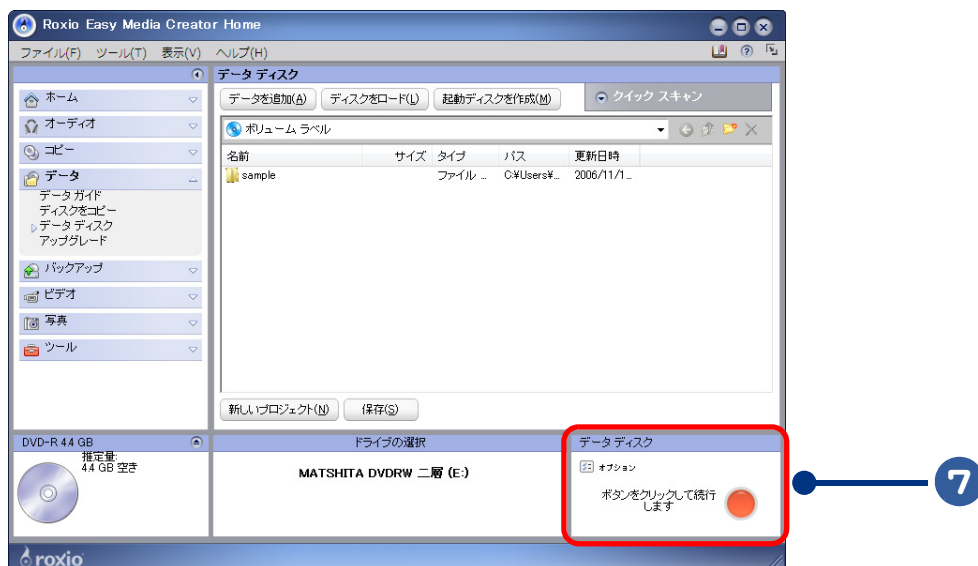 Roxio Easy Media Creator Home
ファイル(F) ツール(T) 表示(V) ヘルプ(H)
データ ディスク
ホーム
オーディオ
コピー
データ
データ ガイド
ディスクをコピー
データ ディスク
アップグレード
バックアップ
ビデオ
写真
ツール
データを追加(A) ディスクをロード(L) 起動ディスクを作成(M) クイック スキャン
ボリューム ラベル
名前 サイズ タイプ パス 更新日時
sample ファイル ... C:¥Users¥... 2006/11/1...
新しいプロジェクト(N) 保存(S)
DVD-R 4.4 GB
推定量:
4.4 GB 空き
ドライブの選択
MATSHITA DVDRW 二層 (E:)
データ ディスク
オプション
ボタンをクリックして続行
します
7
roxio